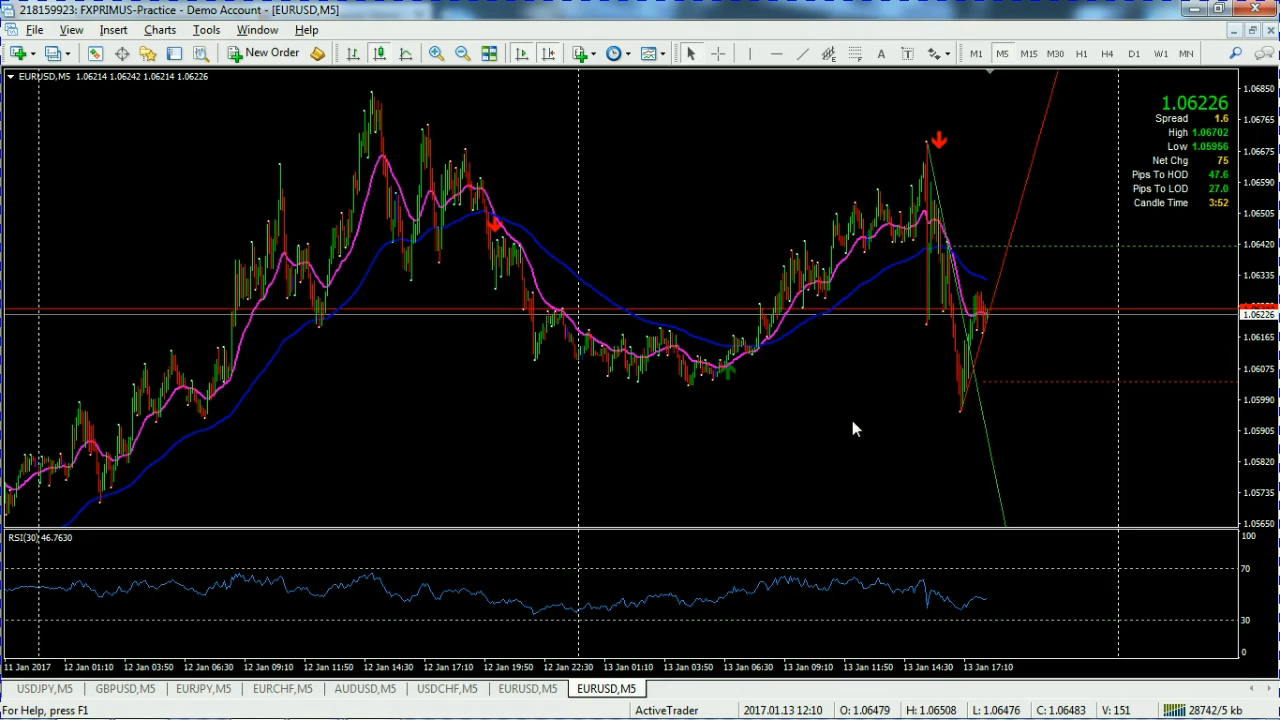 218159923: FXPRIMUS-Practice - Demo Account - [EURUSD,M5]
File View Insert Charts Tools Window Help
New Order A T M1 M5 M15 M30 H1 H4 D1 W1 MN
EURUSD,M5 1.06214 1.06242 1.06214 1.06226
1.06226
Spread 1.6
High 1.06702
Low 1.05956
Net Chg 75
Pips To HOD 47.6
Pips To LOD 27.0
Candle Time 3:52
1.06850
1.06765
1.06675
1.06590
1.06505
1.06420
1.06335
1.06226
1.06165
1.06075
1.05990
1.05905
1.05820
1.05735
1.05650
RSI(30) 46.7630
100
70
30
0
11 Jan 2017 12 Jan 01:10 12 Jan 03:50 12 Jan 06:30 12 Jan 09:10 12 Jan 11:50 12 Jan 14:30 12 Jan 17:10 12 Jan 19:50 12 Jan 22:30 13 Jan 01:10 13 Jan 03:50 13 Jan 06:30 13 Jan 09:10 13 Jan 11:50 13 Jan 14:30 13 Jan 17:10
USDJPY,M5 GBPUSD,M5 EURJPY,M5 EURCHF,M5 AUDUSD,M5 USDCHF,M5 EURUSD,M5 EURUSD,M5
For Help, press F1 ActiveTrader 2017.01.13 12:10 O: 1.06479 H: 1.06508 L: 1.06476 C: 1.06483 V: 151 28742/5 kb